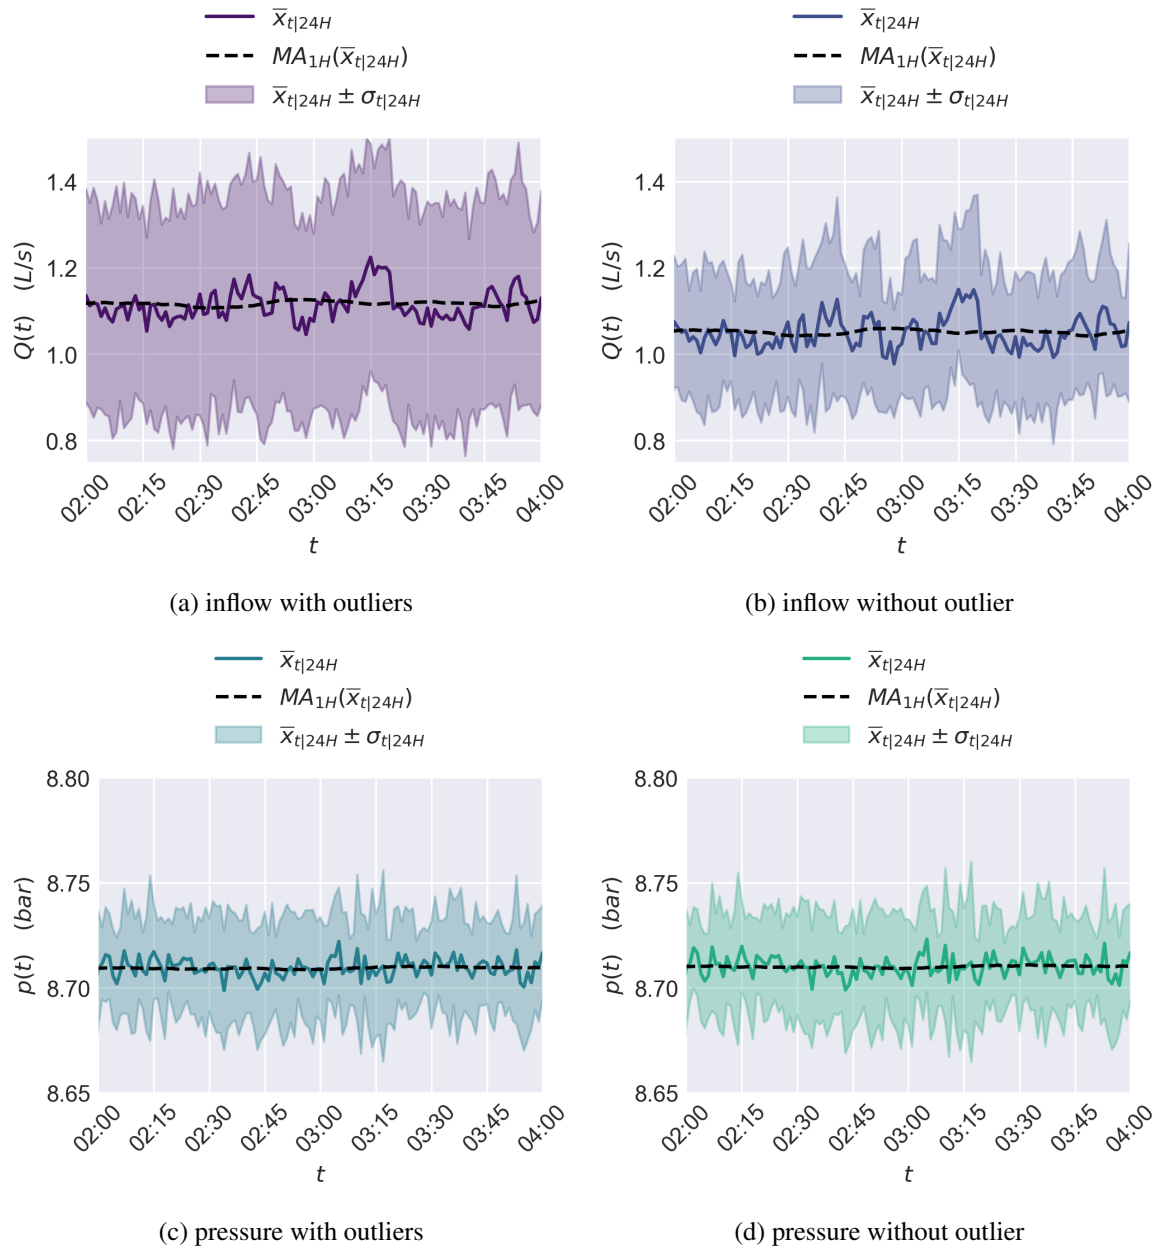 x̅t|24H
MA1H(x̅t|24H)
x̅t|24H ± σt|24H
1.4
1.2
1.0
0.8
Q(t) (L/s)
02:00 02:15 02:30 02:45 03:00 03:15 03:30 03:45 04:00
t
(a) inflow with outliers
x̅t|24H
MA1H(x̅t|24H)
x̅t|24H ± σt|24H
1.4
1.2
1.0
0.8
Q(t) (L/s)
02:00 02:15 02:30 02:45 03:00 03:15 03:30 03:45 04:00
t
(b) inflow without outlier
x̅t|24H
MA1H(x̅t|24H)
x̅t|24H ± σt|24H
8.80
8.75
8.70
8.65
p(t) (bar)
02:00 02:15 02:30 02:45 03:00 03:15 03:30 03:45 04:00
t
(c) pressure with outliers
x̅t|24H
MA1H(x̅t|24H)
x̅t|24H ± σt|24H
8.80
8.75
8.70
8.65
p(t) (bar)
02:00 02:15 02:30 02:45 03:00 03:15 03:30 03:45 04:00
t
(d) pressure without outlier